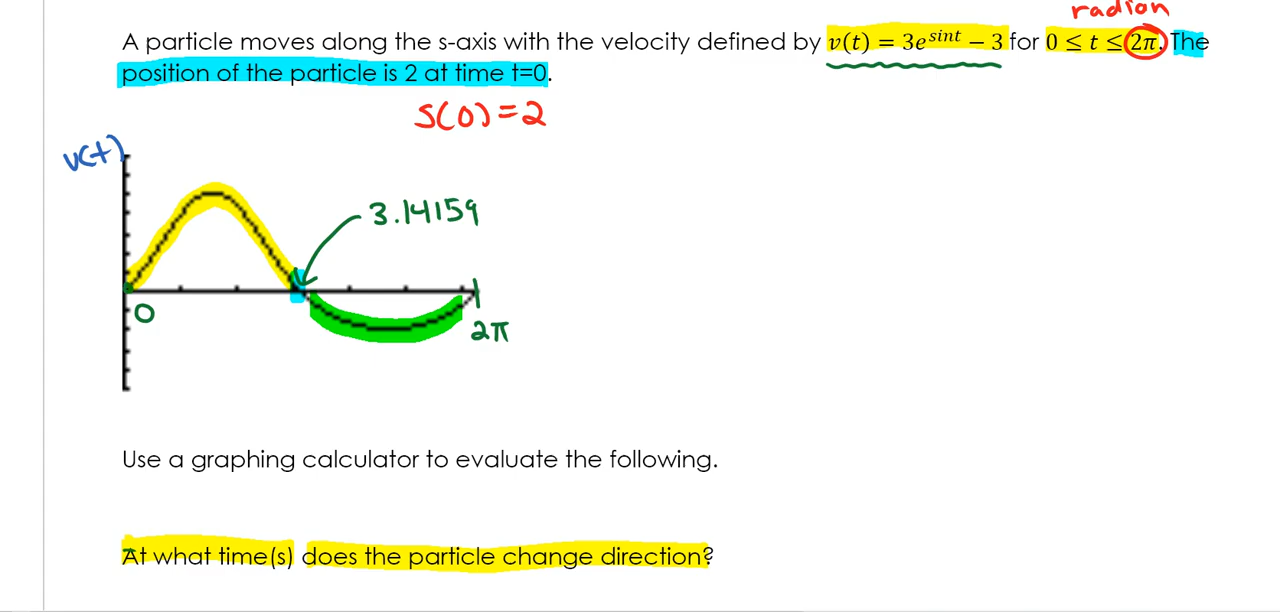 radian
A particle moves along the s-axis with the velocity defined by v(t) = 3e^{sint} − 3 for 0 ≤ t ≤ 2π. The
position of the particle is 2 at time t=0.
S(0)=2
v(t)
3.14159
0
2π
Use a graphing calculator to evaluate the following.
At what time(s) does the particle change direction?